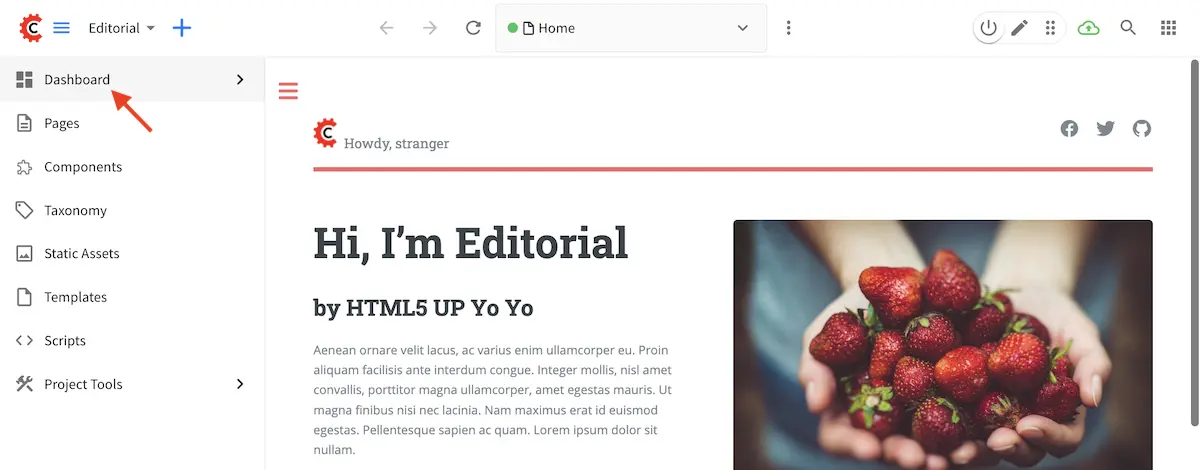 C
Editorial
Home
Dashboard
Pages
Components
Taxonomy
Static Assets
Templates
Scripts
Project Tools
C
Howdy, stranger
Hi, I’m Editorial
by HTML5 UP Yo Yo
Aenean ornare velit lacus, ac varius enim ullamcorper eu. Proin
aliquam facilisis ante interdum congue. Integer mollis, nisl amet
convallis, porttitor magna ullamcorper, amet egestas mauris. Ut
magna finibus nisi nec lacinia. Nam maximus erat id euismod
egestas. Pellentesque sapien ac quam. Lorem ipsum dolor sit
nullam.